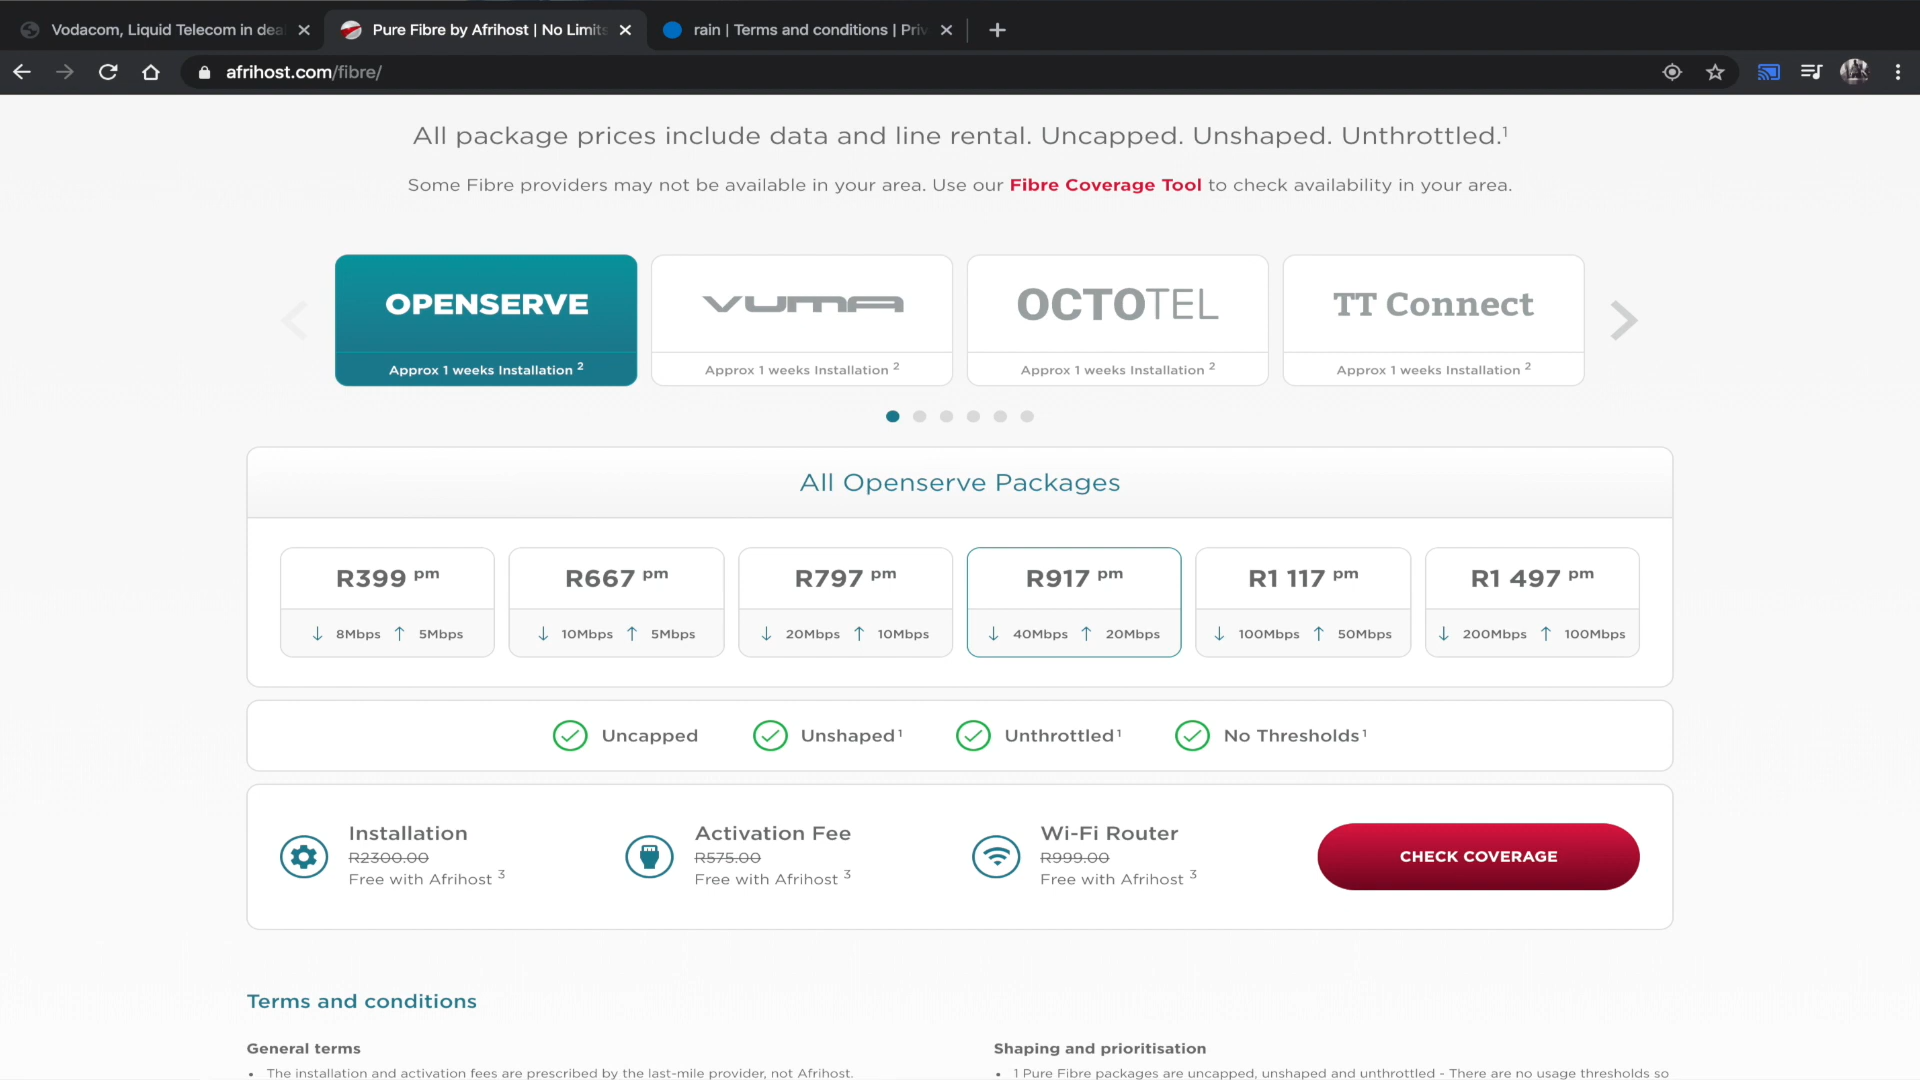 Vodacom, Liquid Telecom in dea
Pure Fibre by Afrihost | No Limits
rain | Terms and conditions | Priv
afrihost.com/fibre/
All package prices include data and line rental. Uncapped. Unshaped. Unthrottled.¹
Some Fibre providers may not be available in your area. Use our Fibre Coverage Tool to check availability in your area.
OPENSERVE
Approx 1 weeks Installation ²
VUMA
Approx 1 weeks Installation ²
OCTOTEL
Approx 1 weeks Installation ²
TT Connect
Approx 1 weeks Installation ²
All Openserve Packages
R399 pm
↓ 8Mbps ↑ 5Mbps
R667 pm
↓ 10Mbps ↑ 5Mbps
R797 pm
↓ 20Mbps ↑ 10Mbps
R917 pm
↓ 40Mbps ↑ 20Mbps
R1 117 pm
↓ 100Mbps ↑ 50Mbps
R1 497 pm
↓ 200Mbps ↑ 100Mbps
Uncapped
Unshaped¹
Unthrottled¹
No Thresholds¹
Installation
R2300.00
Free with Afrihost ³
Activation Fee
R575.00
Free with Afrihost ³
Wi-Fi Router
R999.00
Free with Afrihost ³
CHECK COVERAGE
Terms and conditions
General terms
• The installation and activation fees are prescribed by the last-mile provider, not Afrihost.
Shaping and prioritisation
• 1 Pure Fibre packages are uncapped, unshaped and unthrottled - There are no usage thresholds so